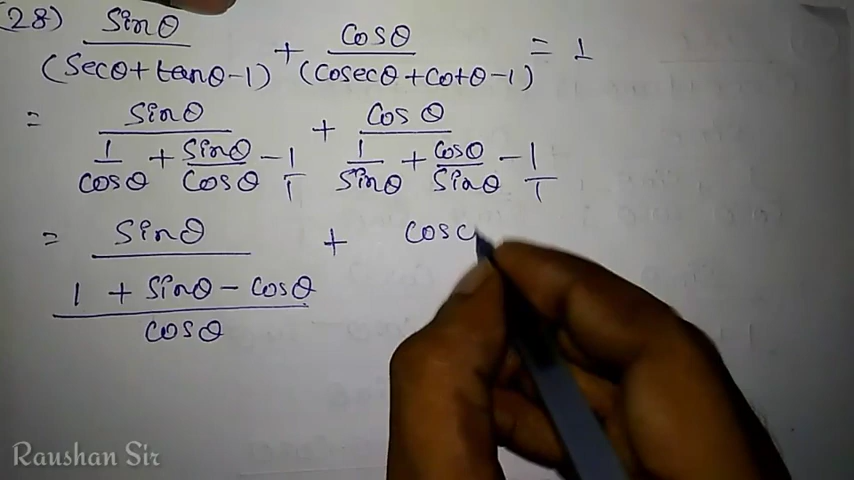 (28) Sinθ/(Secθ+tanθ-1) + Cosθ/(Cosecθ+Cotθ-1) = 1
= Sinθ/(1/Cosθ + Sinθ/Cosθ - 1/1) + Cosθ/(1/Sinθ + Cosθ/Sinθ - 1/1)
= Sinθ/((1 + Sinθ - Cosθ)/Cosθ) + Cos
Raushan Sir